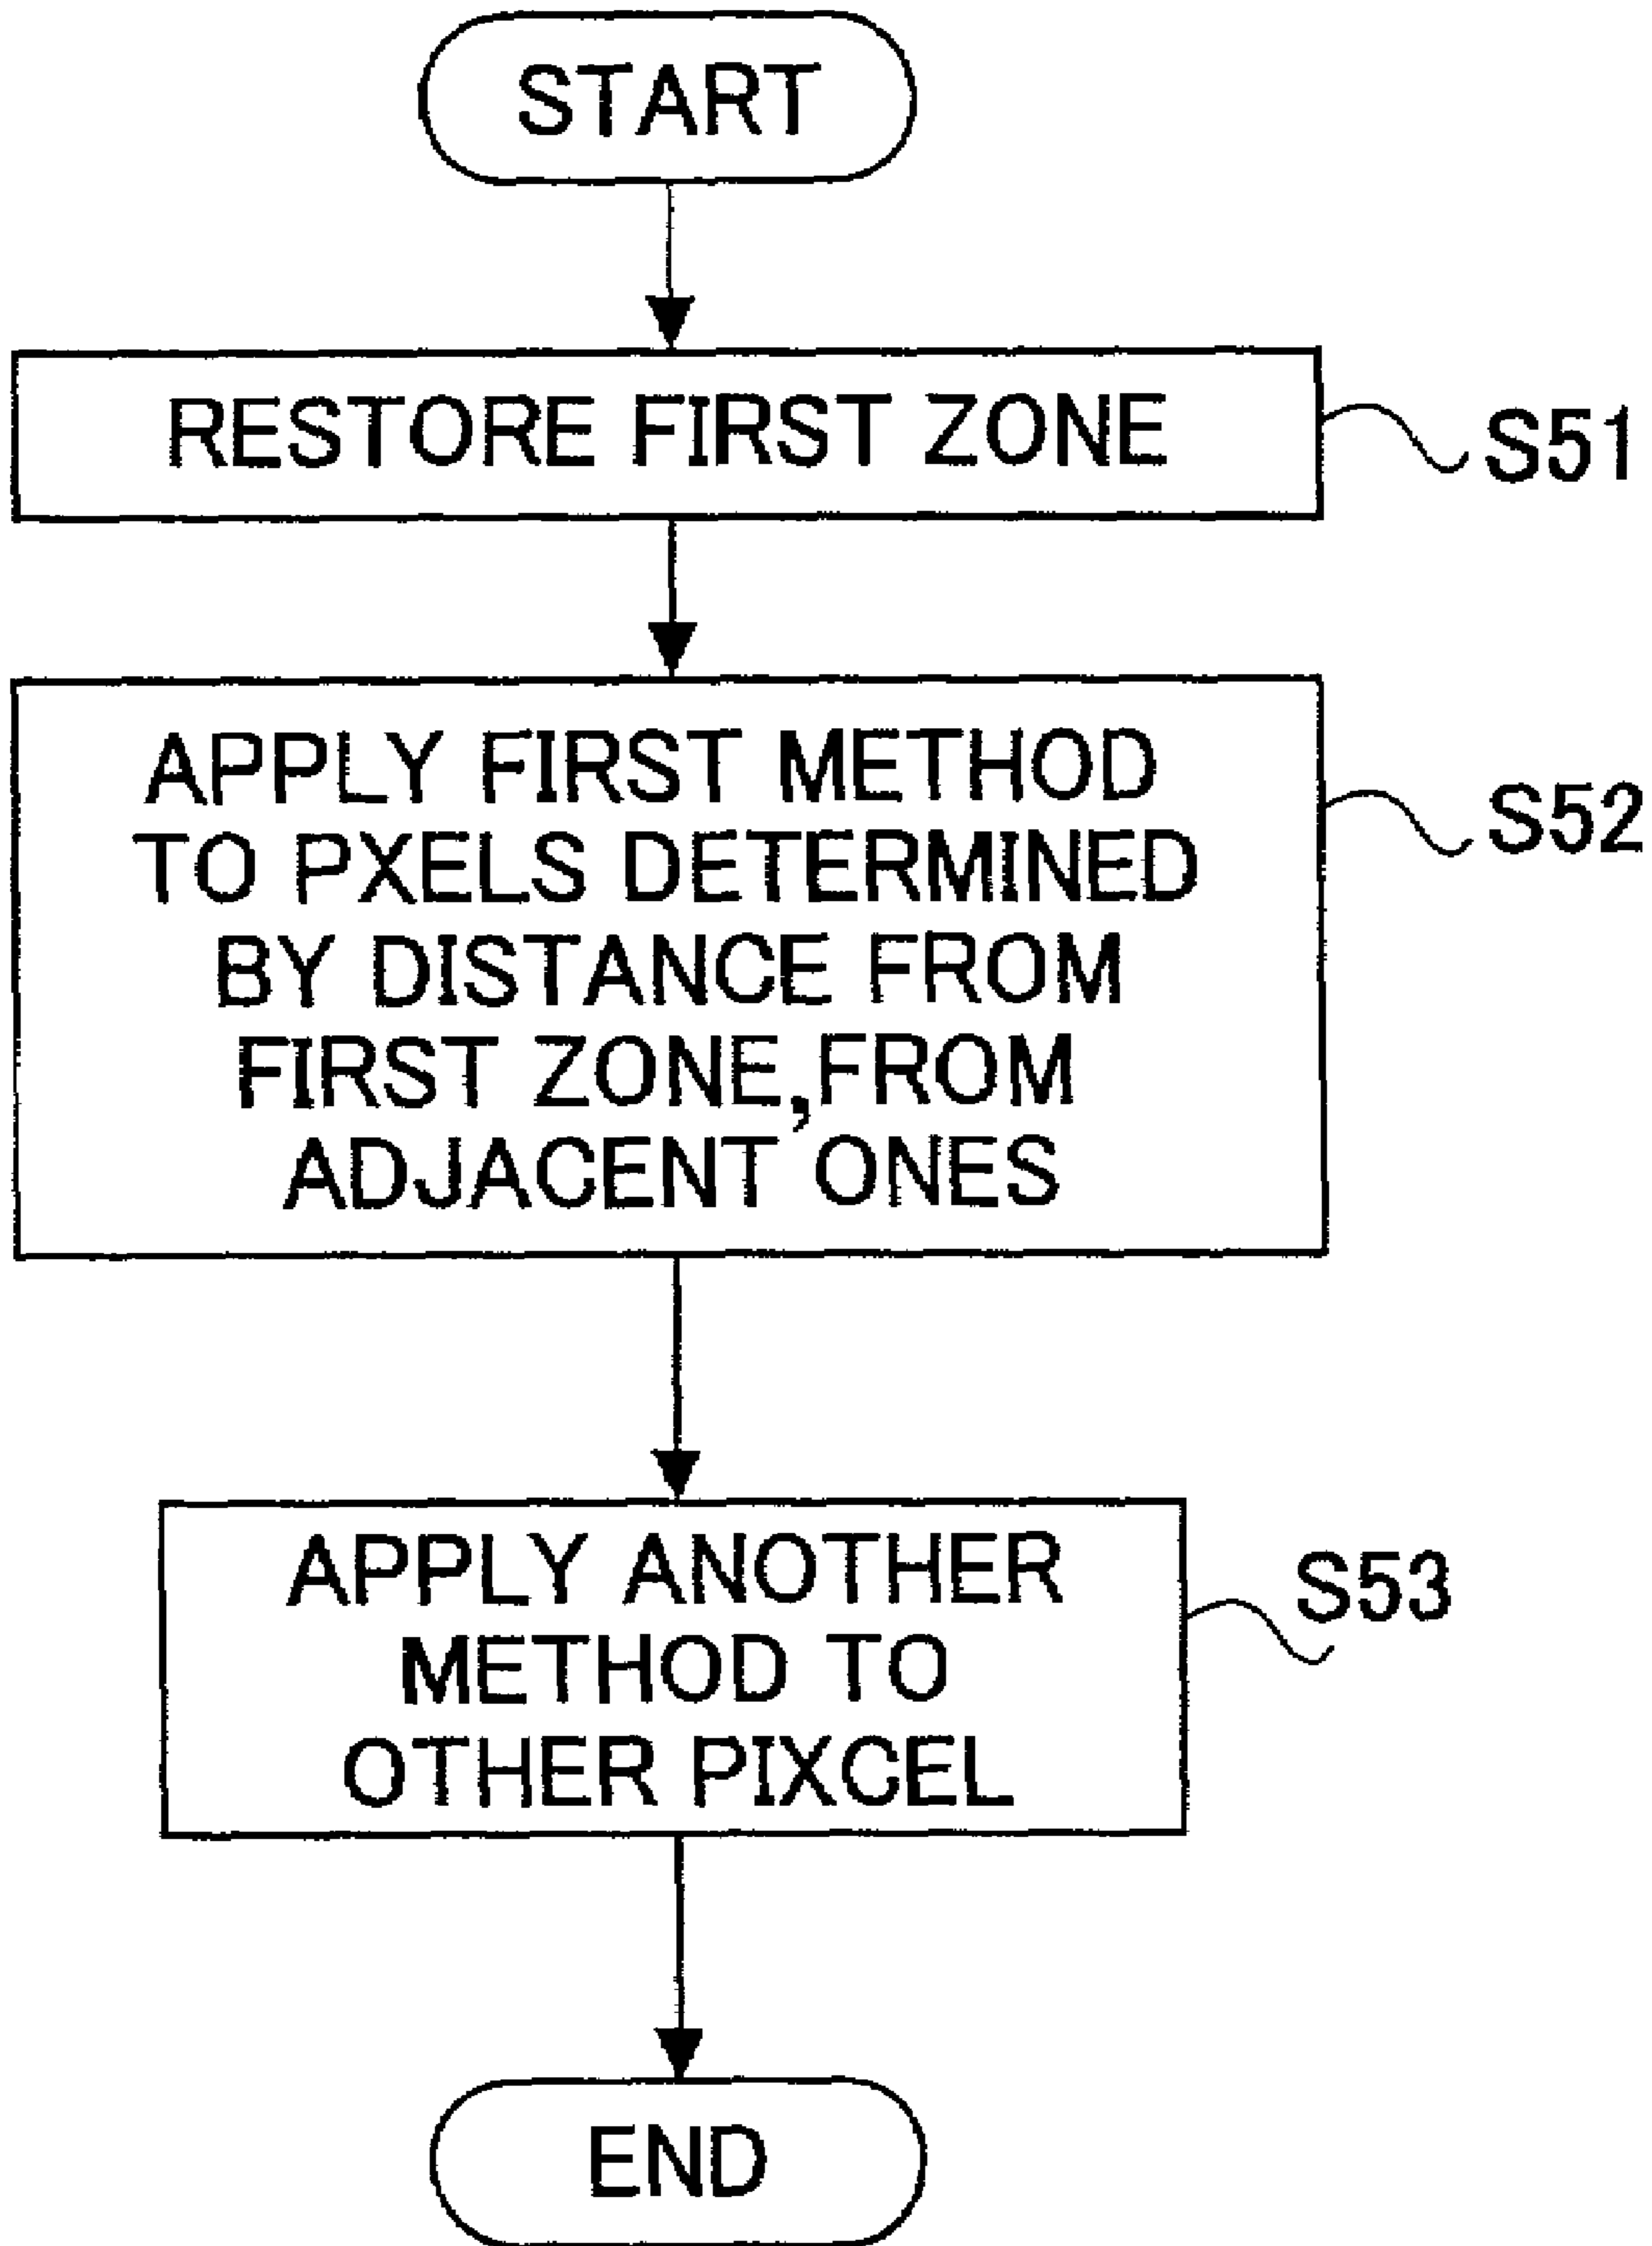 START
RESTORE FIRST ZONE
S51
APPLY FIRST METHOD
TO PXELS DETERMINED
BY DISTANCE FROM
FIRST ZONE, FROM
ADJACENT ONES
S52
APPLY ANOTHER
METHOD TO
OTHER PIXCEL
S53
END